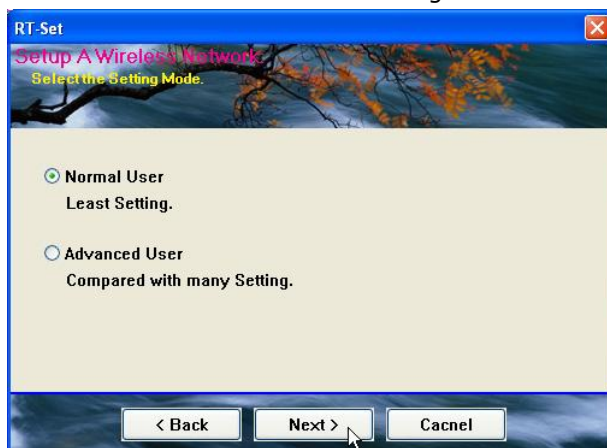 RT-Set
Setup A Wireless Network
Select the Setting Mode.
Normal User
Least Setting.
Advanced User
Compared with many Setting.
< Back
Next >
Cacnel